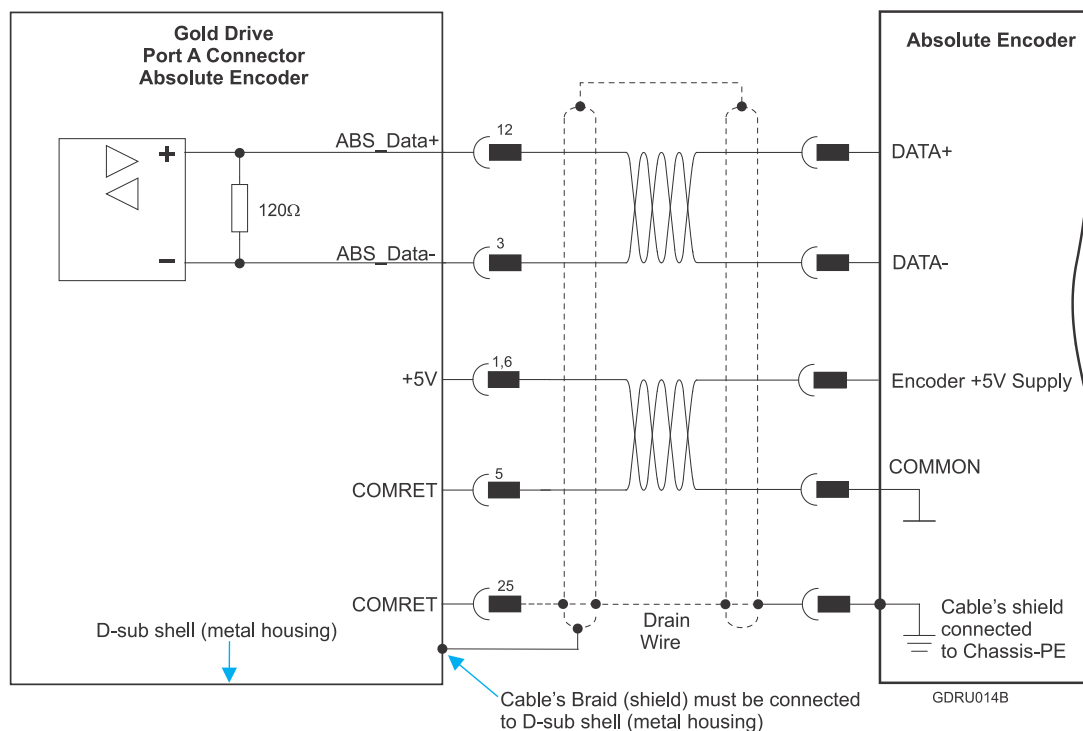 Gold Drive
Port A Connector
Absolute Encoder
Absolute Encoder
+
ABS_Data+
12
DATA+
120Ω
-
ABS_Data-
3
DATA-
+5V
1,6
Encoder +5V Supply
COMRET
5
COMMON
COMRET
25
Drain
Wire
Cable's shield
connected
to Chassis-PE
D-sub shell (metal housing)
Cable's Braid (shield) must be connected
to D-sub shell (metal housing)
GDRU014B